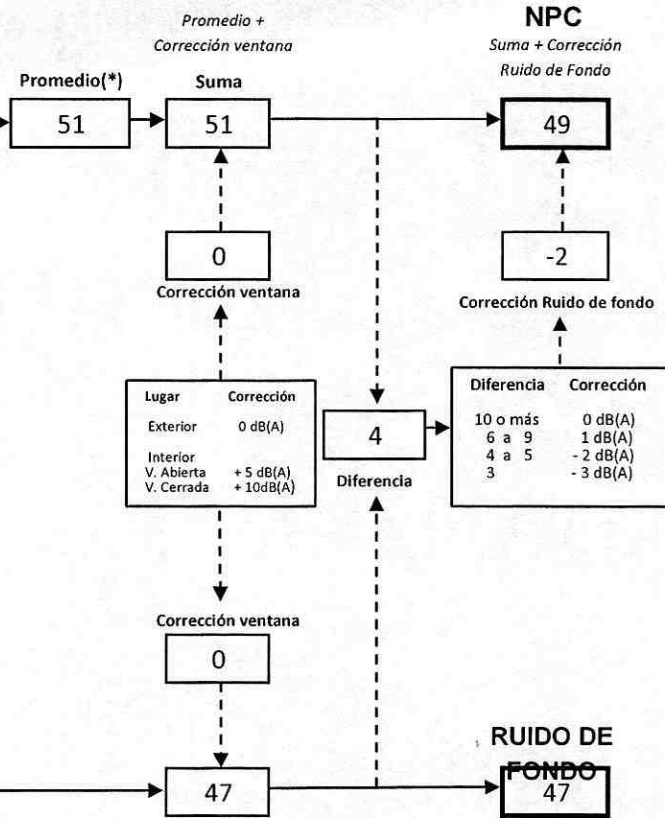 Promedio +
Corrección ventana
NPC
Suma + Corrección
Ruido de Fondo
Promedio(*)
Suma
51
51
49
0
-2
Corrección ventana
Corrección Ruido de fondo
Lugar Corrección
Exterior 0 dB(A)
Interior
V. Abierta + 5 dB(A)
V. Cerrada + 10dB(A)
4
Diferencia
Diferencia Corrección
10 o más 0 dB(A)
6 a 9 1 dB(A)
4 a 5 - 2 dB(A)
3 - 3 dB(A)
Corrección ventana
0
RUIDO DE
FONDO
47
47